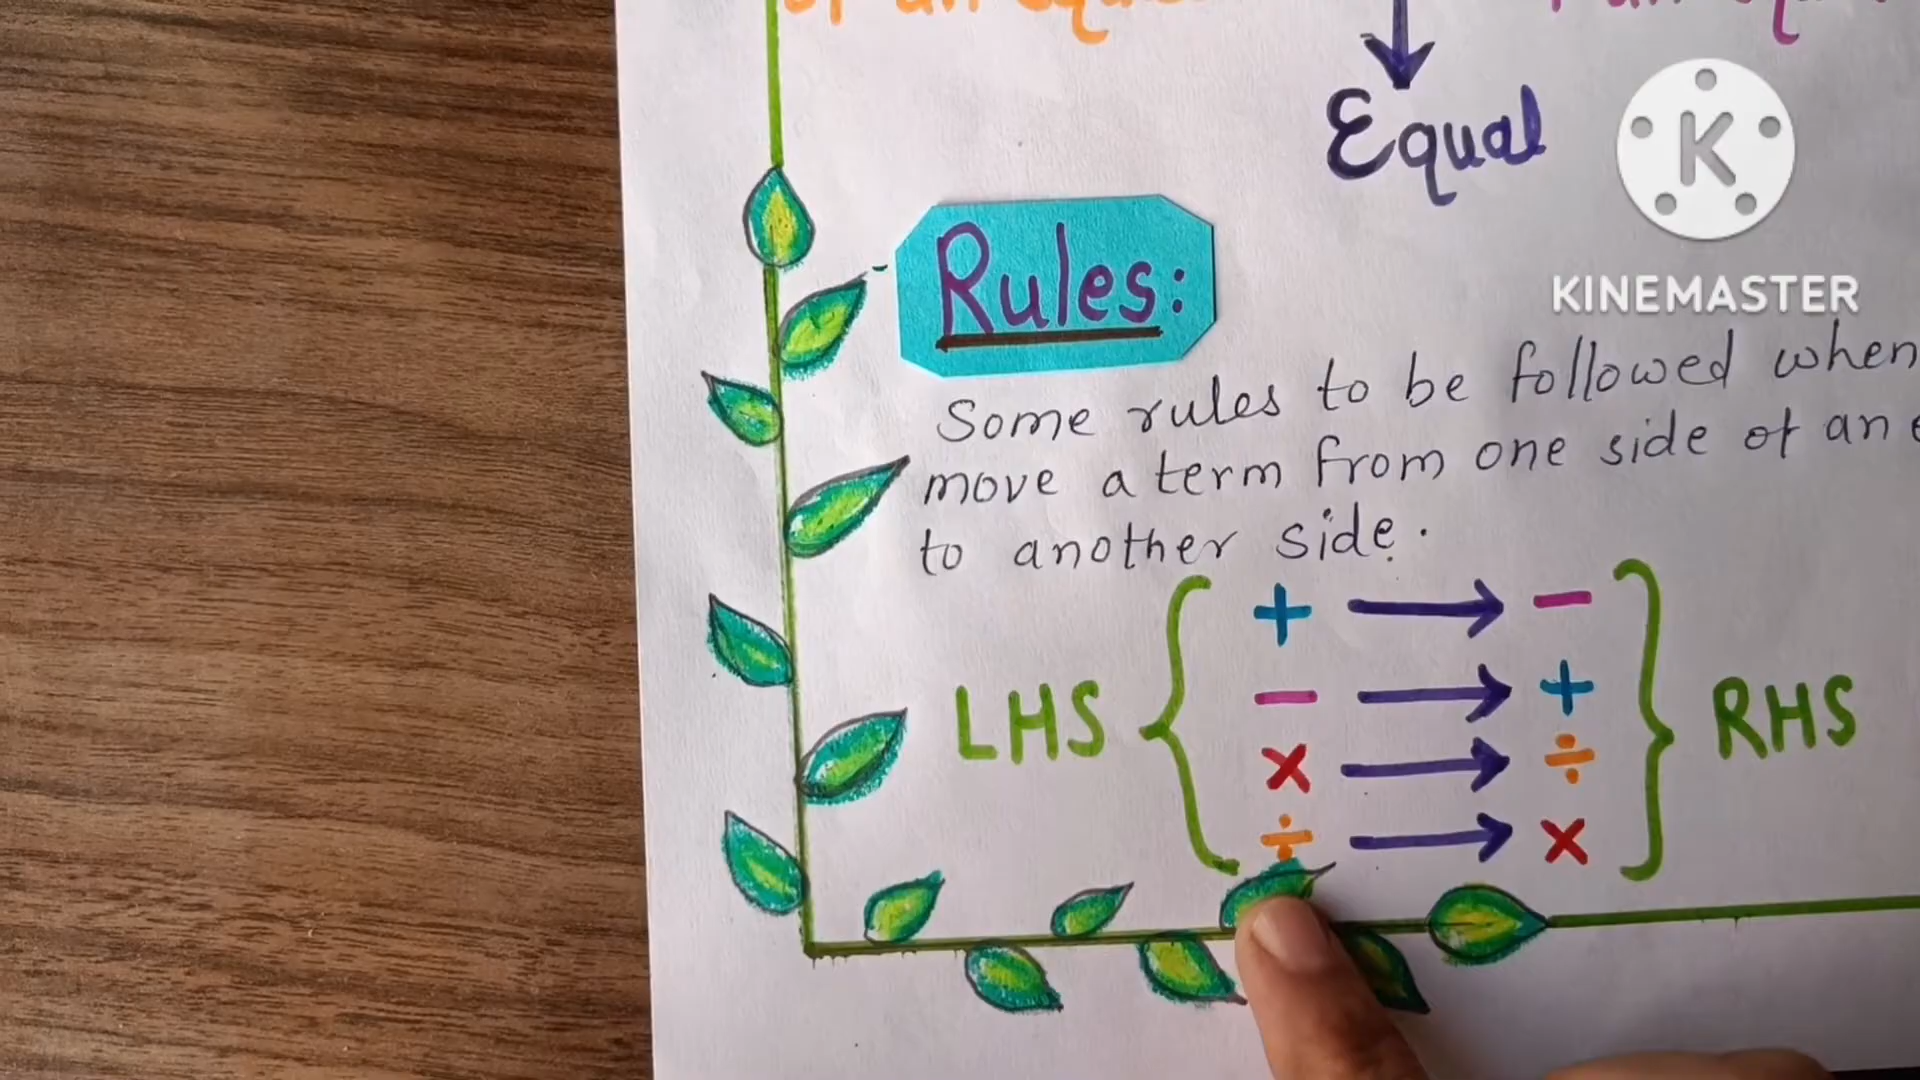 Equal
K
KINEMASTER
Rules:
Some rules to be followed when
move a term from one side of an
to another side.
LHS { + → - } RHS
- → +
× → ÷
÷ → ×